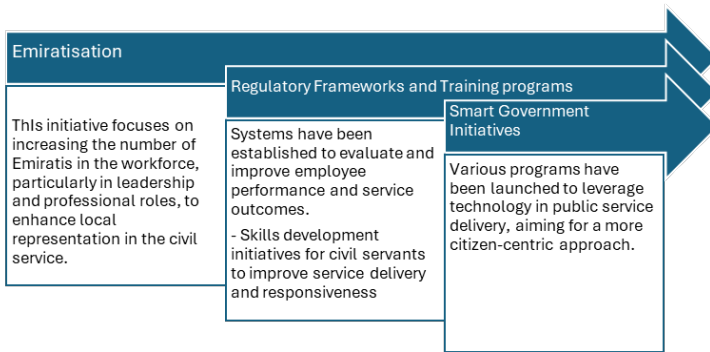 Emiratisation
ThIs initiative focuses on
increasing the number of
Emiratis in the workforce,
particularly in leadership
and professional roles, to
enhance local
representation in the civil
service.
Regulatory Frameworks and Training programs
Systems have been
established to evaluate and
improve employee
performance and service
outcomes.
- Skills development
initiatives for civil servants
to improve service delivery
and responsiveness
Smart Government
Initiatives
Various programs have
been launched to leverage
technology in public service
delivery, aiming for a more
citizen-centric approach.